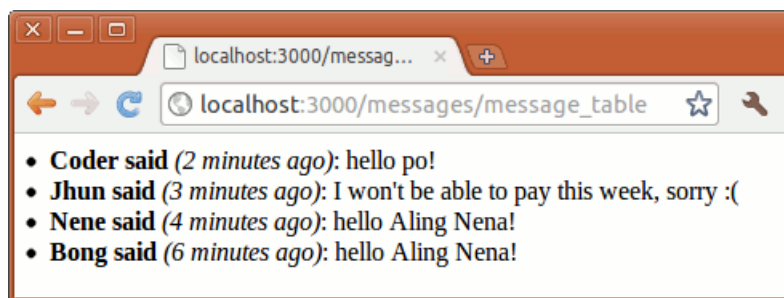 localhost:3000/messag...
localhost:3000/messages/message_table
Coder said (2 minutes ago): hello po!
Jhun said (3 minutes ago): I won't be able to pay this week, sorry :(
Nene said (4 minutes ago): hello Aling Nena!
Bong said (6 minutes ago): hello Aling Nena!